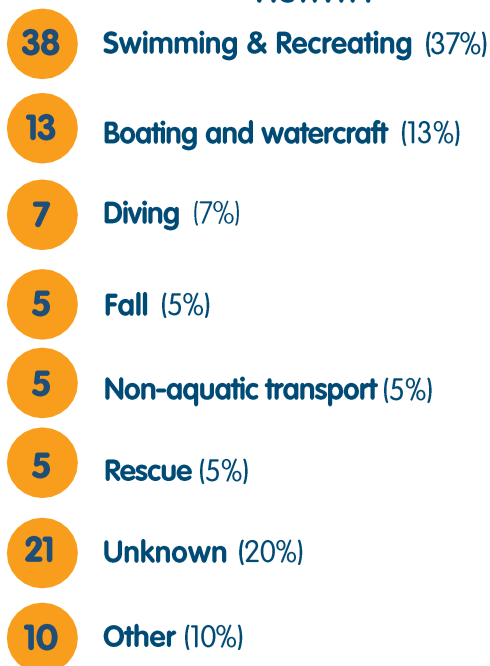 38 Swimming & Recreating (37%)
13 Boating and watercraft (13%)
7 Diving (7%)
5 Fall (5%)
5 Non-aquatic transport (5%)
5 Rescue (5%)
21 Unknown (20%)
10 Other (10%)